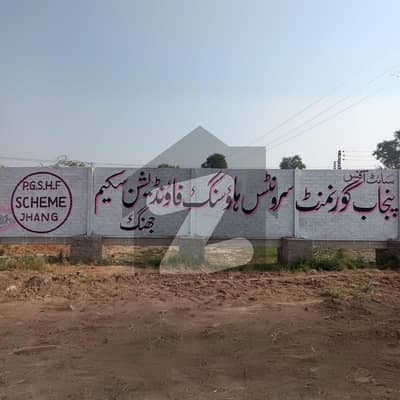 سائٹ آفس
پنجاب گورنمنٹ سرونٹس ہاؤسنگ فاؤنڈیشن سکیم
جھنگ
P.G.S.H.F
SCHEME
JHANG